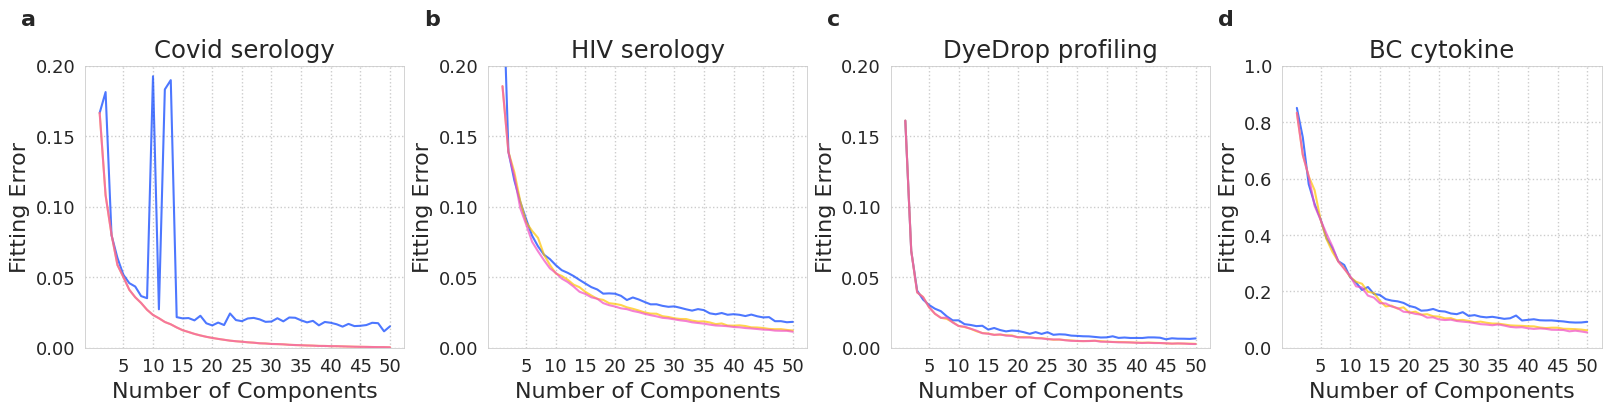 a
Covid serology
0.20
0.15
0.10
0.05
0.00
Fitting Error
5 10 15 20 25 30 35 40 45 50
Number of Components
b
HIV serology
0.20
0.15
0.10
0.05
0.00
Fitting Error
5 10 15 20 25 30 35 40 45 50
Number of Components
c
DyeDrop profiling
0.20
0.15
0.10
0.05
0.00
Fitting Error
5 10 15 20 25 30 35 40 45 50
Number of Components
d
BC cytokine
1.0
0.8
0.6
0.4
0.2
0.0
Fitting Error
5 10 15 20 25 30 35 40 45 50
Number of Components